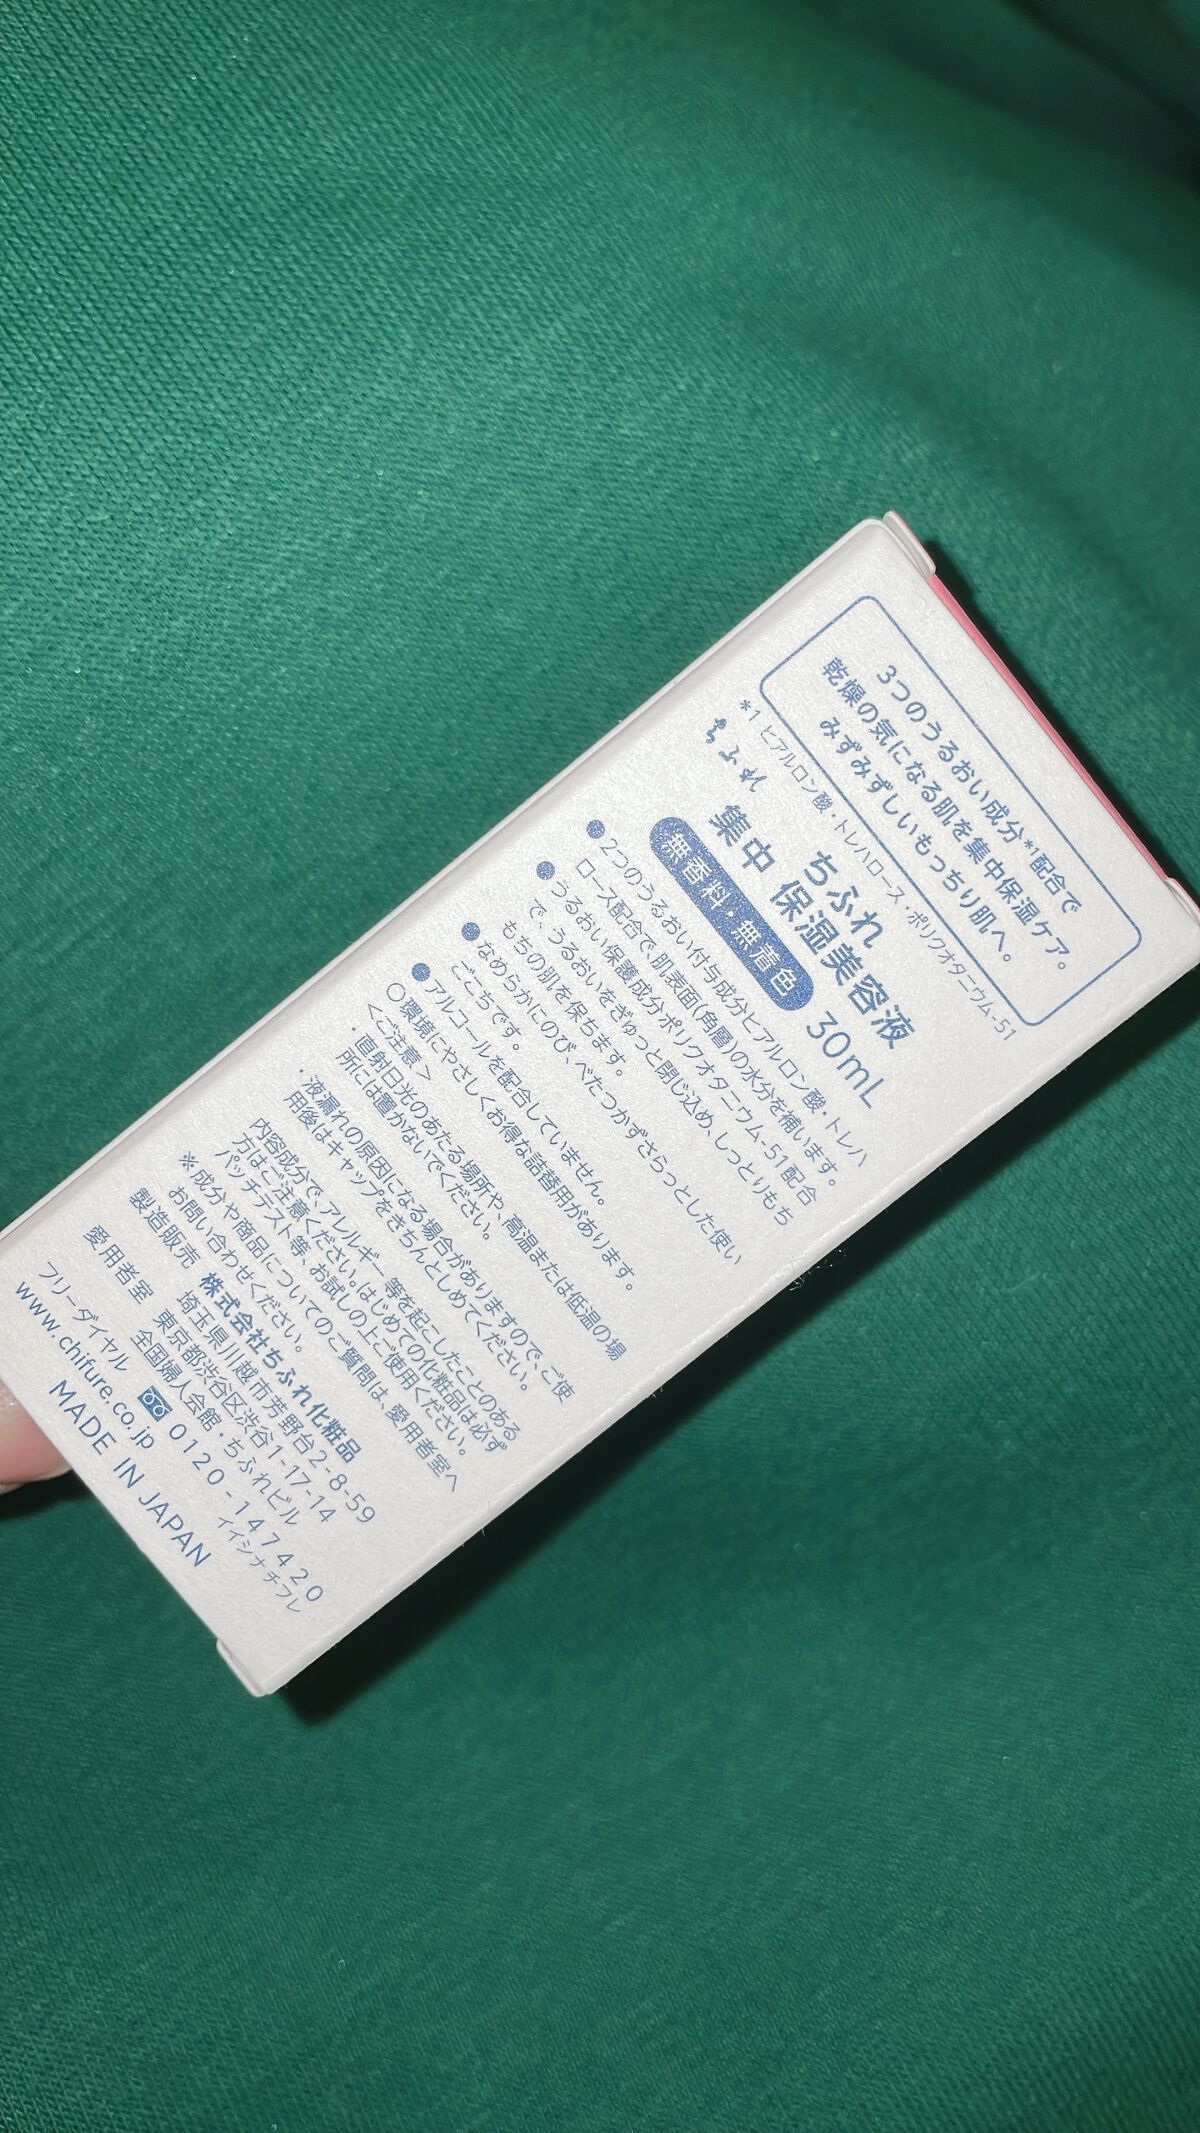 3つのうるおい成分*1配合で
乾燥の気になる肌を集中保湿ケア。
みずみずしいもっちり肌へ。
*1 ヒアルロン酸・トレハロース・ポリクオタニウム-51
ちふれ
ちふれ
集中 保湿美容液
無香料・無着色 30mL
●2つのうるおい付与成分ヒアルロン酸・トレハ
ロース配合で、肌表面(角層)の水分を補います。
●うるおい保護成分ポリクオタニウム-51配合
で、うるおいをぎゅっと閉じ込め、しっとりもち
もちの肌を保ちます。
●なめらかにのび、べたつかずさらっとした使い
ごこちです。
●アルコールを配合していません。
○環境にやさしくお得な詰替用があります。
<ご注意>
・直射日光のあたる場所や、高温または低温の場
所には置かないでください。
・液漏れの原因になる場合がありますので、ご使
用後はキャップをきちんとしめてください。
内容成分で、アレルギー等を起こしたことのある
方はご注意ください。はじめての化粧品は必ず
パッチテスト等、お試しの上ご使用ください。
※成分や商品についてのご質問は、愛用者室へ
お問い合わせください。
製造販売 株式会社ちふれ化粧品
埼玉県川越市芳野台2-8-59
愛用者室 東京都渋谷区渋谷1-17-14
全国婦人会館・ちふれビル
フリーダイヤル 0120-147420
イイシナチフレ
www.chifure.co.jp
MADE IN JAPAN